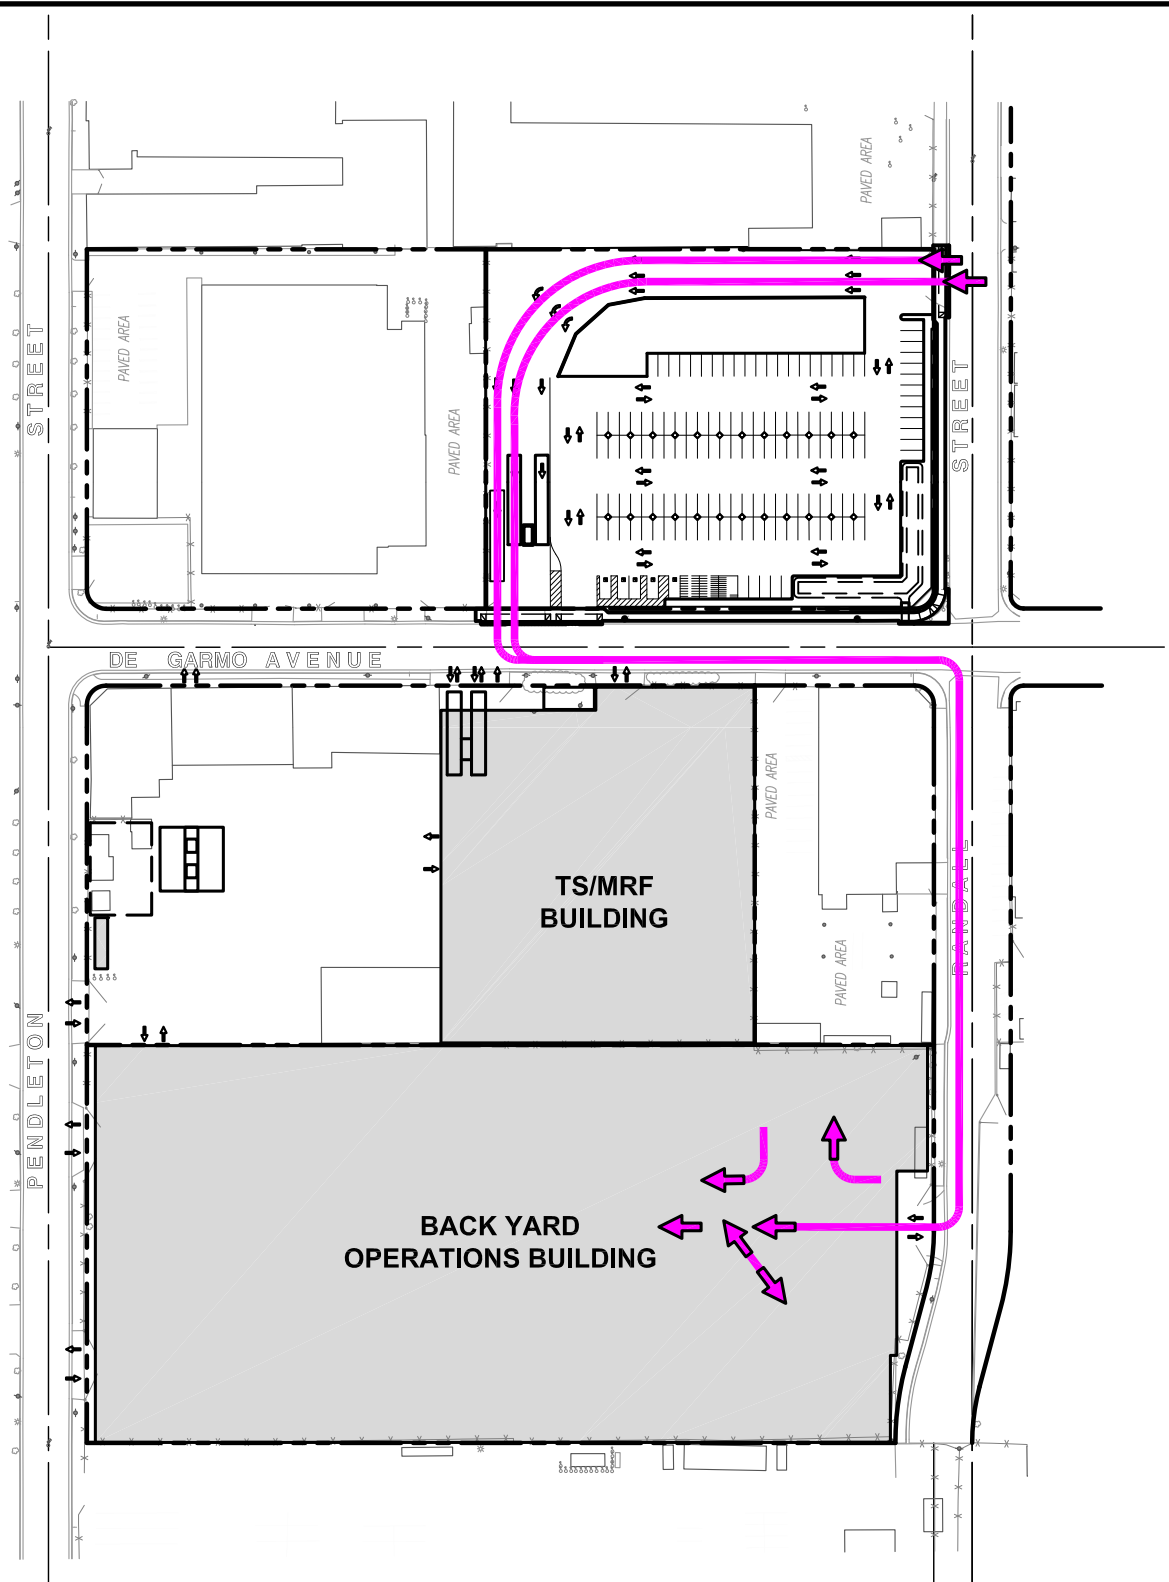 PAVED AREA
PAVED AREA
STREET
PAVED AREA
STREET
DE GARMO AVENUE
PAVED AREA
TS/MRF
BUILDING
RANDALL
PAVED AREA
PENDLETON
BACK YARD
OPERATIONS BUILDING